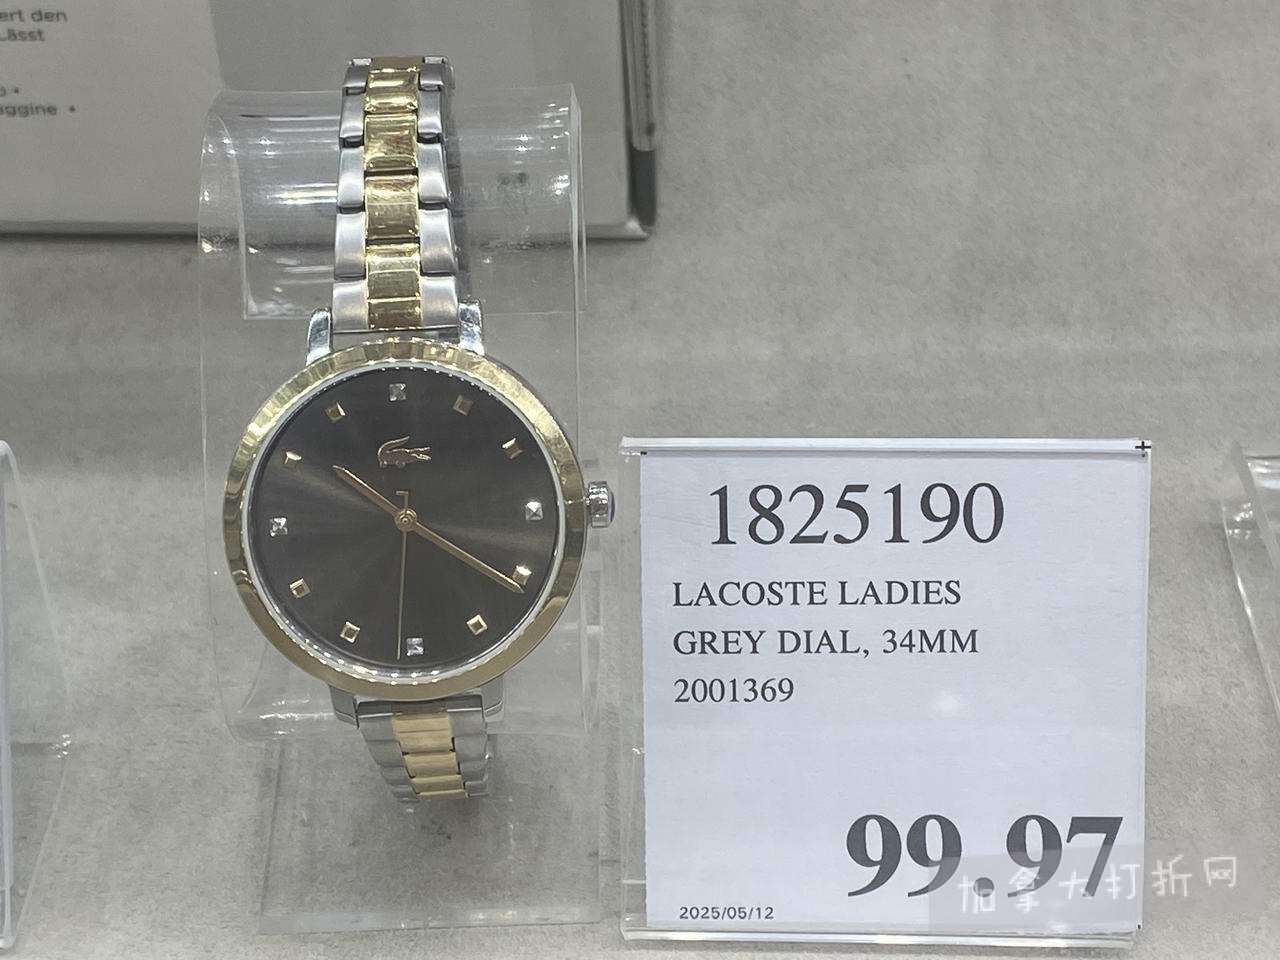 ert den
Lässt
aggine •
1825190
LACOSTE LADIES
GREY DIAL, 34MM
2001369
99.97
2025/05/12
加拿大打折网